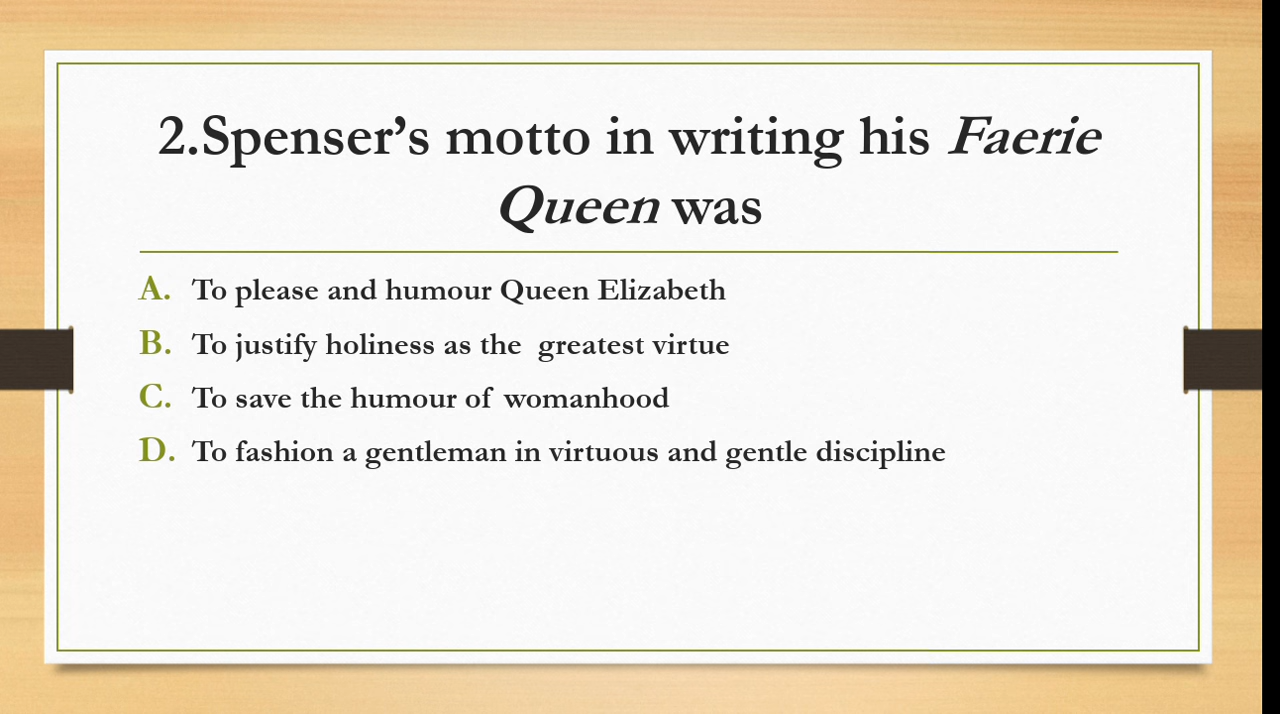 2.Spenser’s motto in writing his Faerie
Queen was
A. To please and humour Queen Elizabeth
B. To justify holiness as the  greatest virtue
C. To save the humour of womanhood
D. To fashion a gentleman in virtuous and gentle discipline